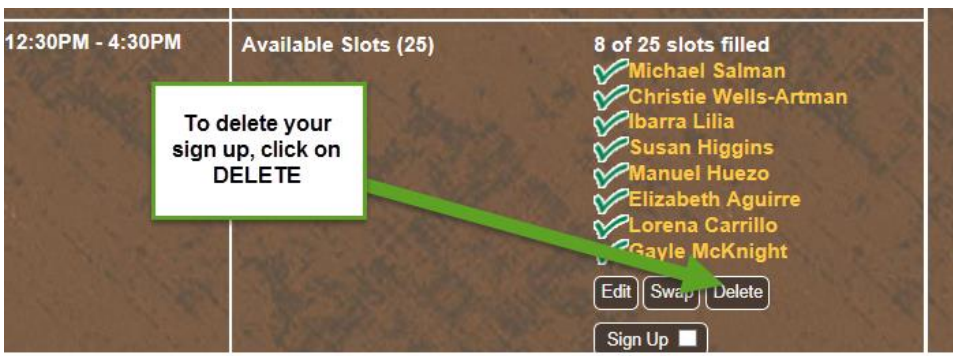 12:30PM - 4:30PM
Available Slots (25)
8 of 25 slots filled
Michael Salman
Christie Wells-Artman
Ibarra Lilia
Susan Higgins
Manuel Huezo
Elizabeth Aguirre
Lorena Carrillo
Gayle McKnight
To delete your
sign up, click on
DELETE
Edit Swap Delete
Sign Up